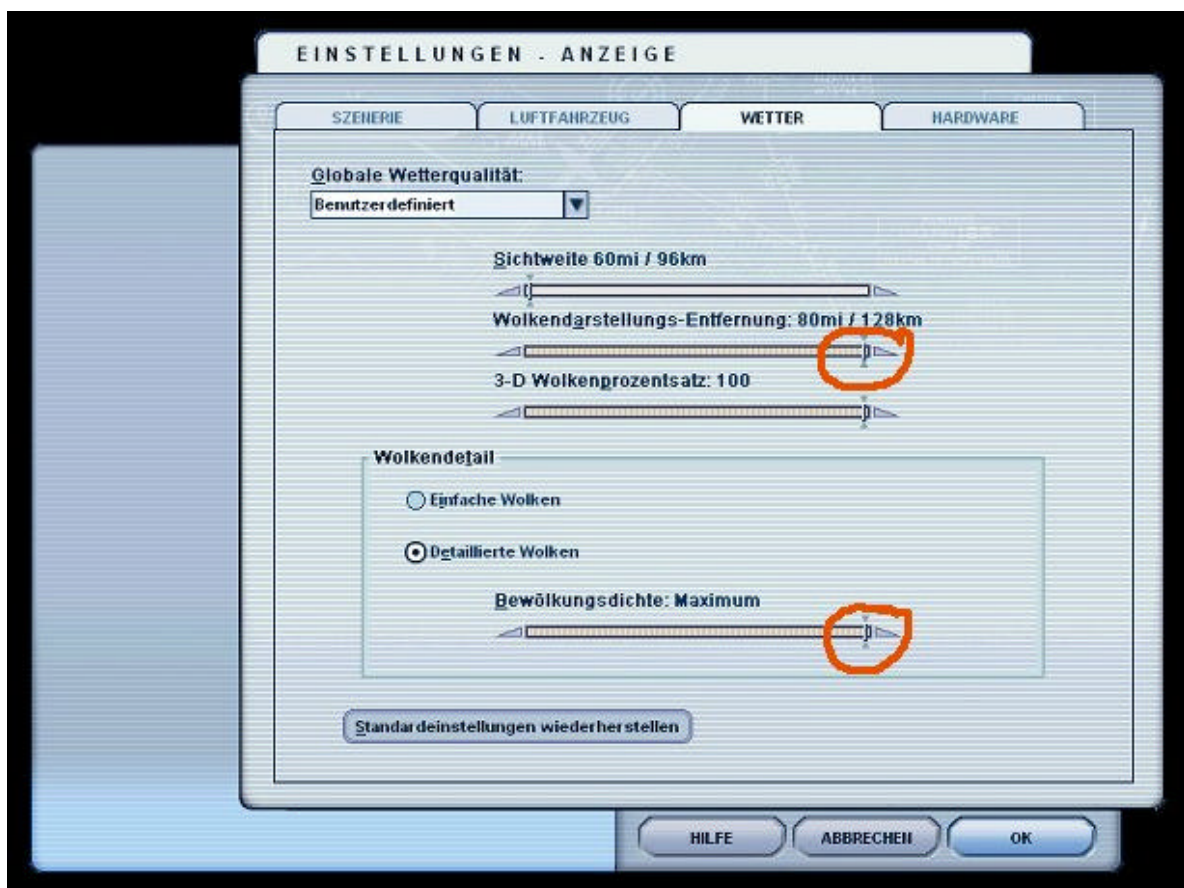 EINSTELLUNGEN - ANZEIGE
SZENERIE LUFTFAHRZEUG WETTER HARDWARE
Globale Wetterqualität:
Benutzerdefiniert
Sichtweite 60mi / 96km
Wolkendarstellungs-Entfernung: 80mi / 128km
3-D Wolkenprozentsatz: 100
Wolkendetail
Einfache Wolken
Detaillierte Wolken
Bewölkungsdichte: Maximum
Standardeinstellungen wiederherstellen
HILFE ABBRECHEN OK